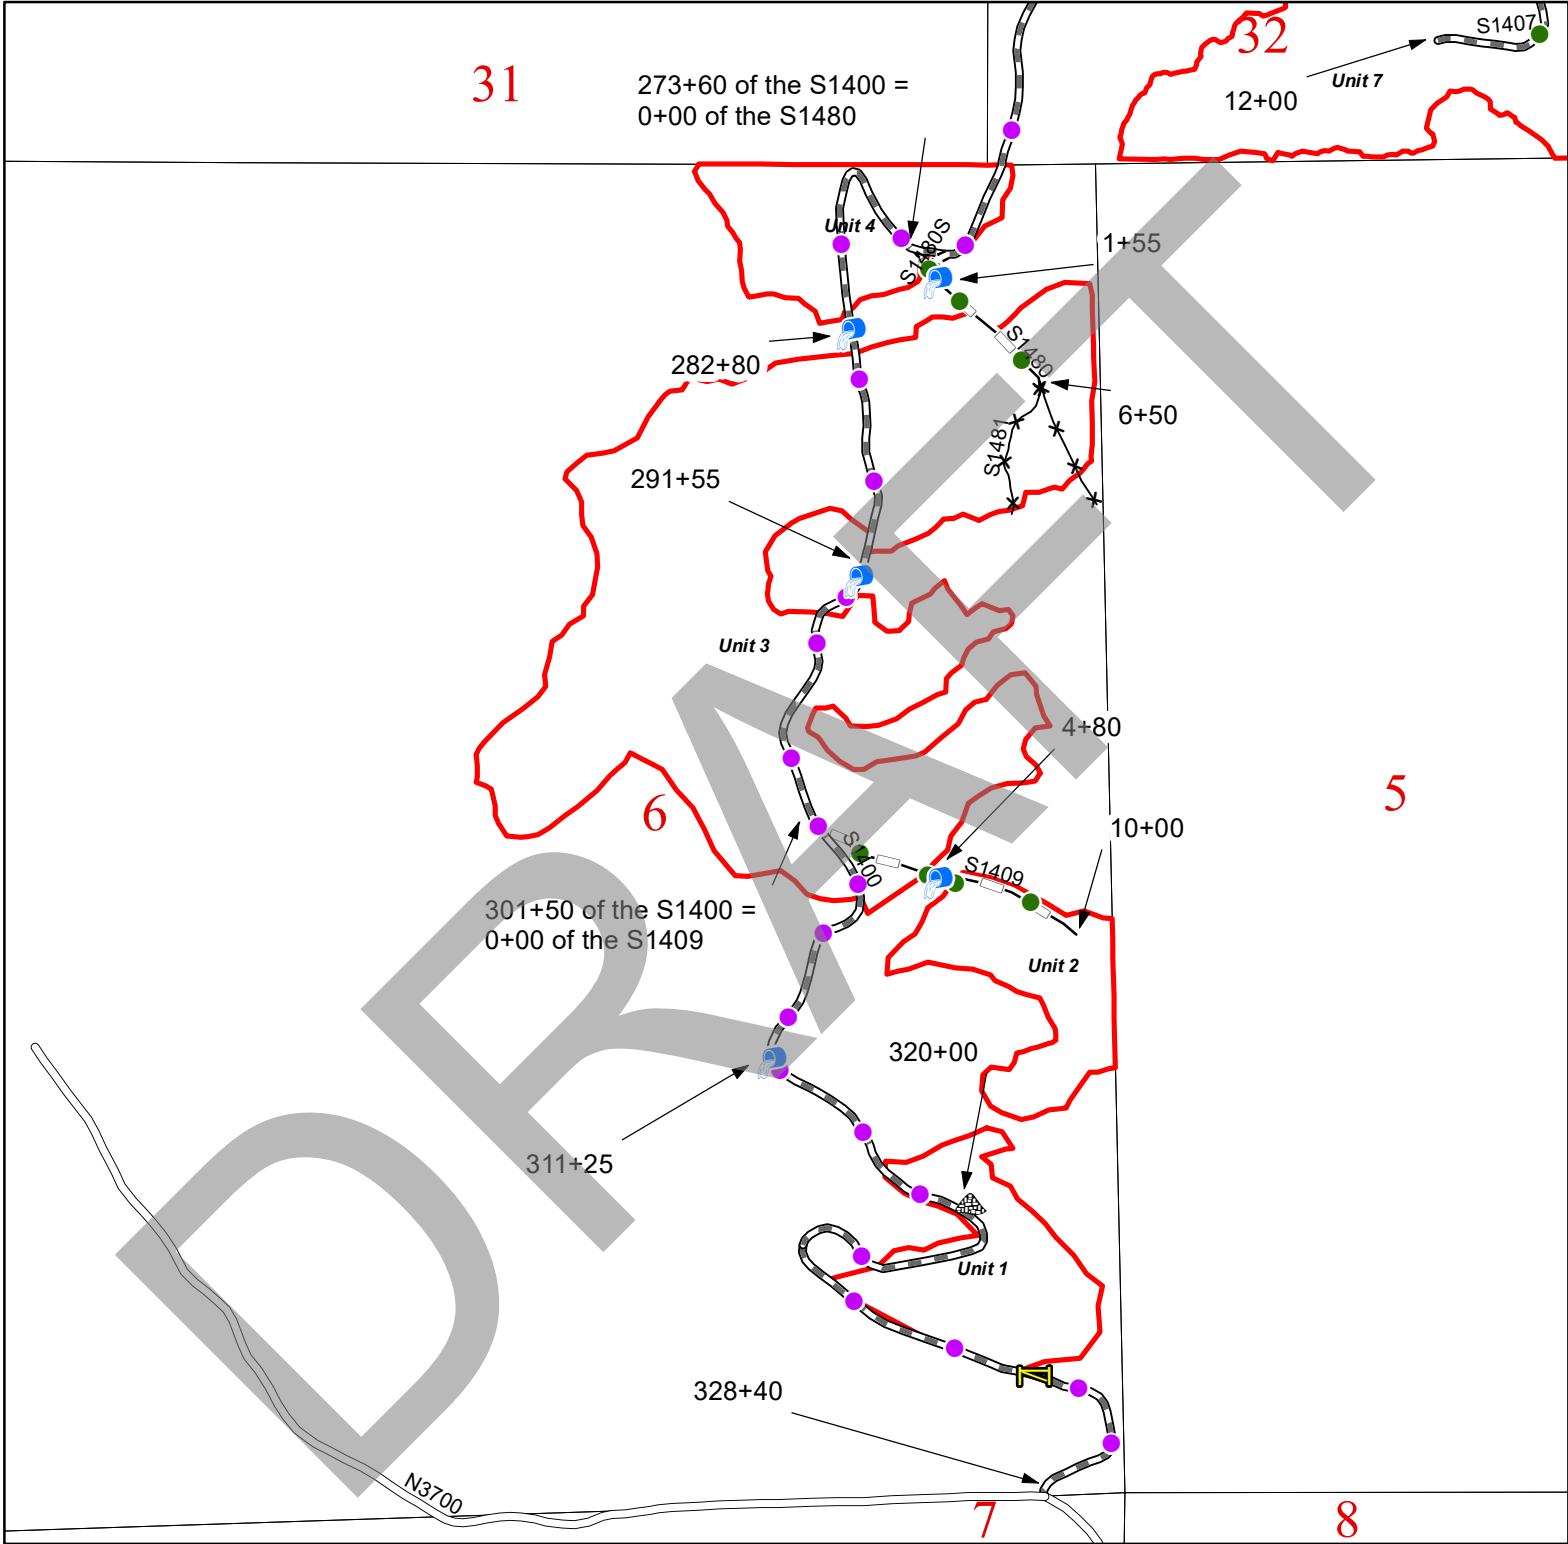 32
S1407
31
273+60 of the S1400 =
0+00 of the S1480
12+00
Unit 7
Unit 4
S1480S
1+55
S1480
282+80
6+50
S1481
291+55
Unit 3
4+80
6
5
10+00
S1400
S1409
301+50 of the S1400 =
0+00 of the S1409
Unit 2
320+00
311+25
Unit 1
328+40
N3700
7
8
DRAFT